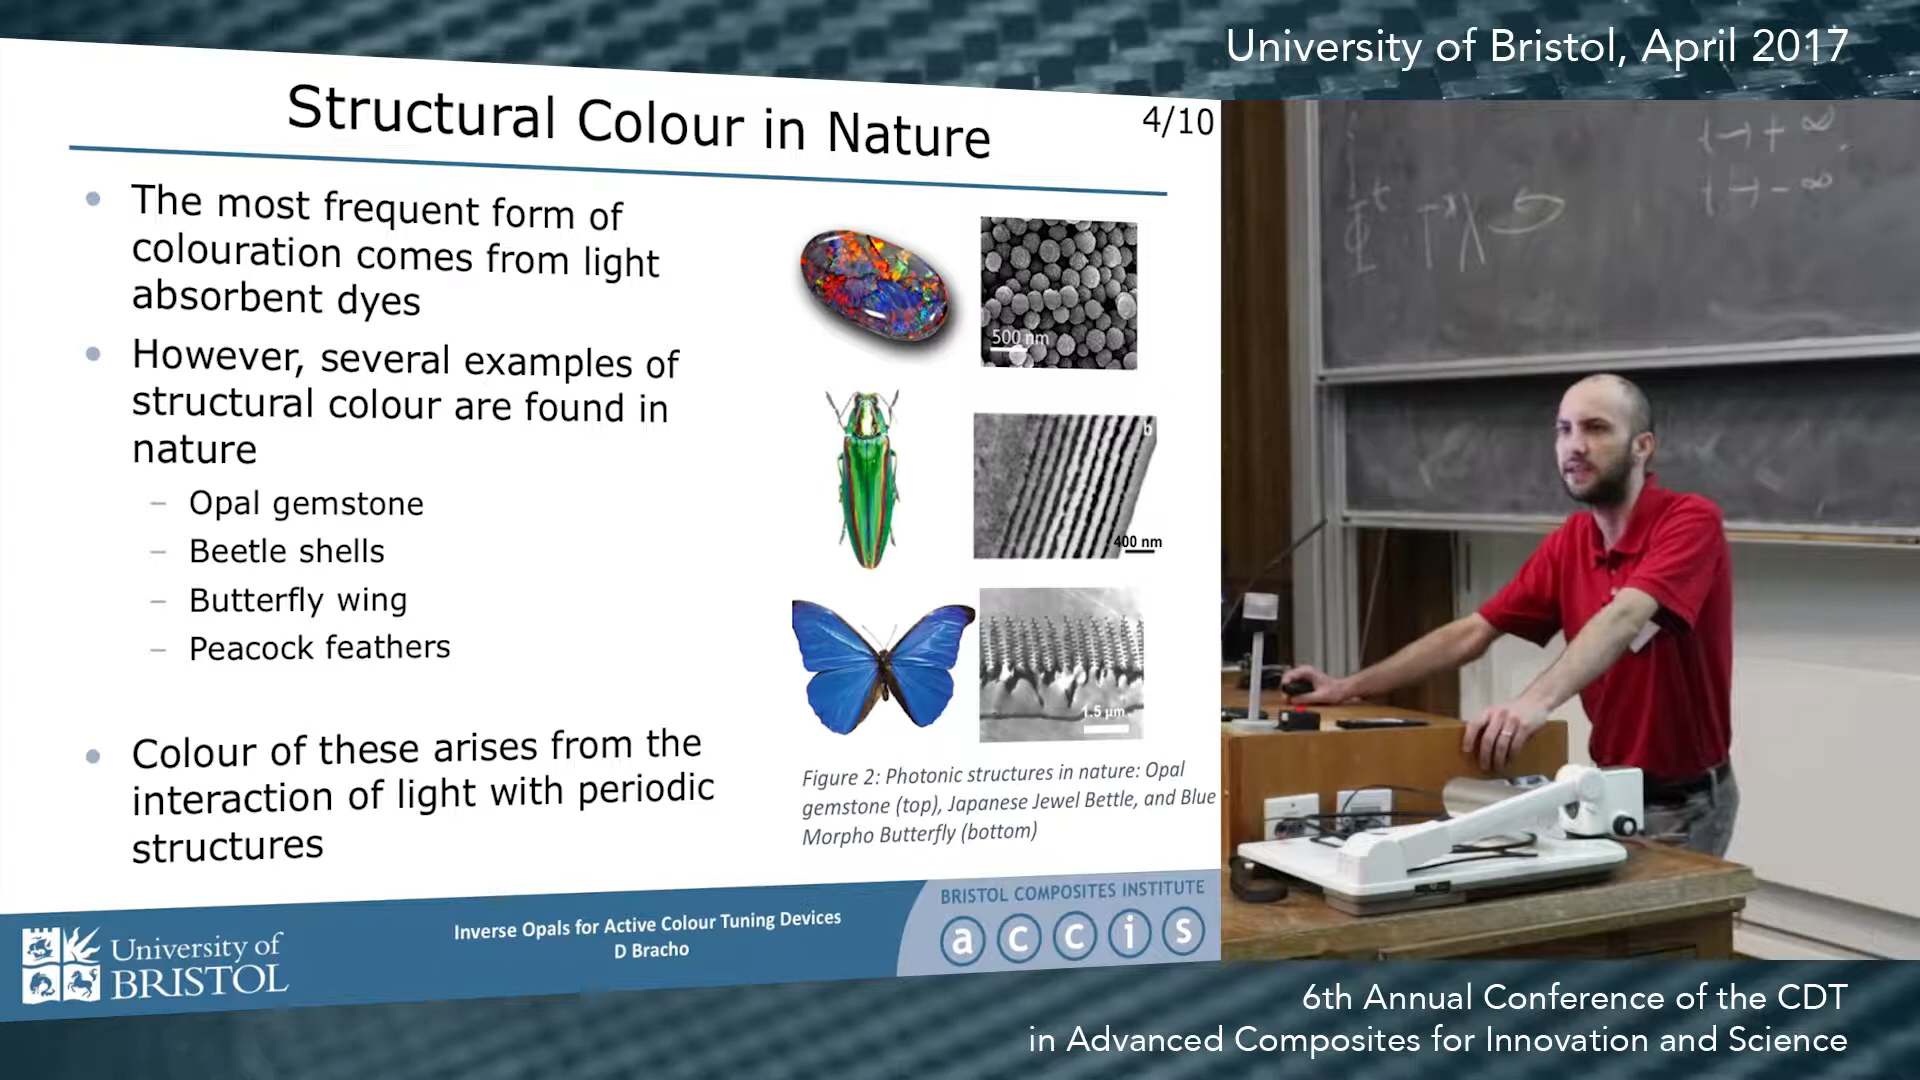 University of Bristol, April 2017
Structural Colour in Nature
4/10
• The most frequent form of
colouration comes from light
absorbent dyes
• However, several examples of
structural colour are found in
nature
– Opal gemstone
– Beetle shells
– Butterfly wing
– Peacock feathers
• Colour of these arises from the
interaction of light with periodic
structures
500 nm
b
400 nm
1.5 µm
Figure 2: Photonic structures in nature: Opal
gemstone (top), Japanese Jewel Bettle, and Blue
Morpho Butterfly (bottom)
University of
BRISTOL
Inverse Opals for Active Colour Tuning Devices
D Bracho
BRISTOL COMPOSITES INSTITUTE
accis
6th Annual Conference of the CDT
in Advanced Composites for Innovation and Science